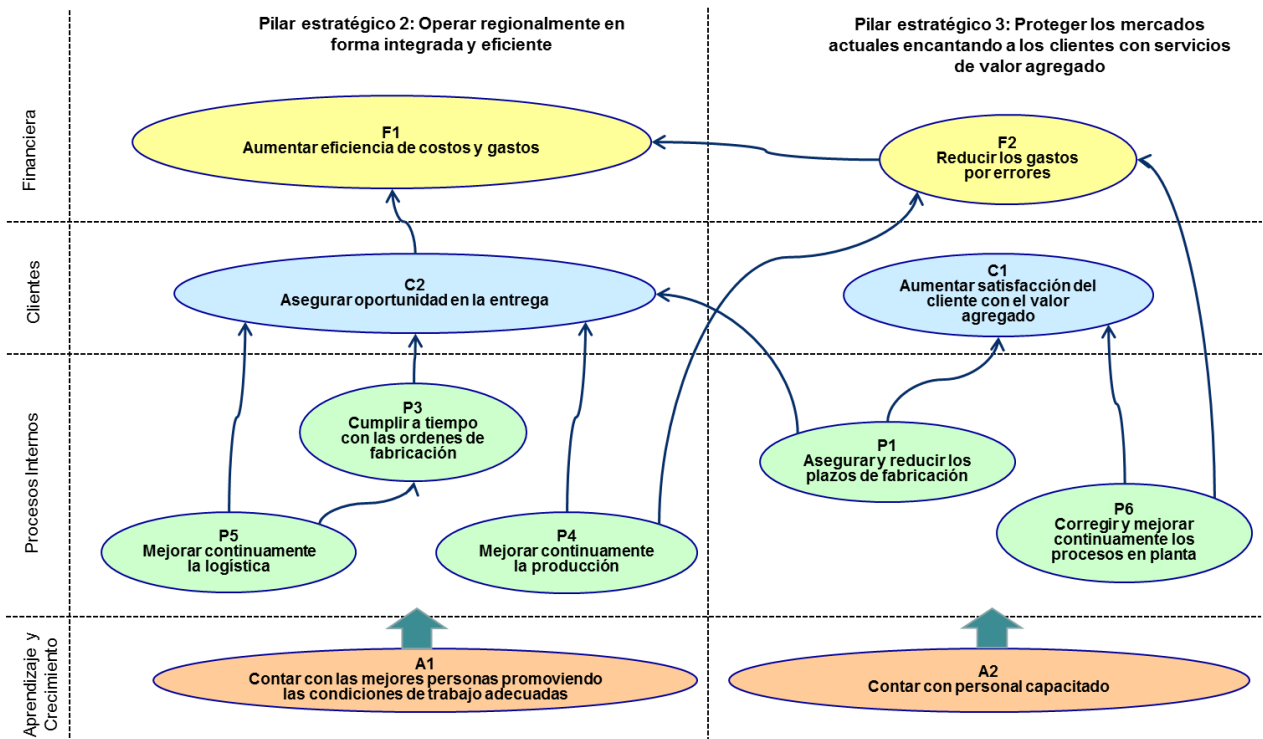 Pilar estratégico 2: Operar regionalmente en
forma integrada y eficiente
Pilar estratégico 3: Proteger los mercados
actuales encantando a los clientes con servicios
de valor agregado
Financiera
F1
Aumentar eficiencia de costos y gastos
F2
Reducir los gastos
por errores
Clientes
C2
Asegurar oportunidad en la entrega
C1
Aumentar satisfacción del
cliente con el valor
agregado
Procesos Internos
P3
Cumplir a tiempo
con las ordenes de
fabricación
P1
Asegurar y reducir los
plazos de fabricación
P5
Mejorar continuamente
la logística
P4
Mejorar continuamente
la producción
P6
Corregir y mejorar
continuamente los
procesos en planta
Aprendizaje y
Crecimiento
A1
Contar con las mejores personas promoviendo
las condiciones de trabajo adecuadas
A2
Contar con personal capacitado